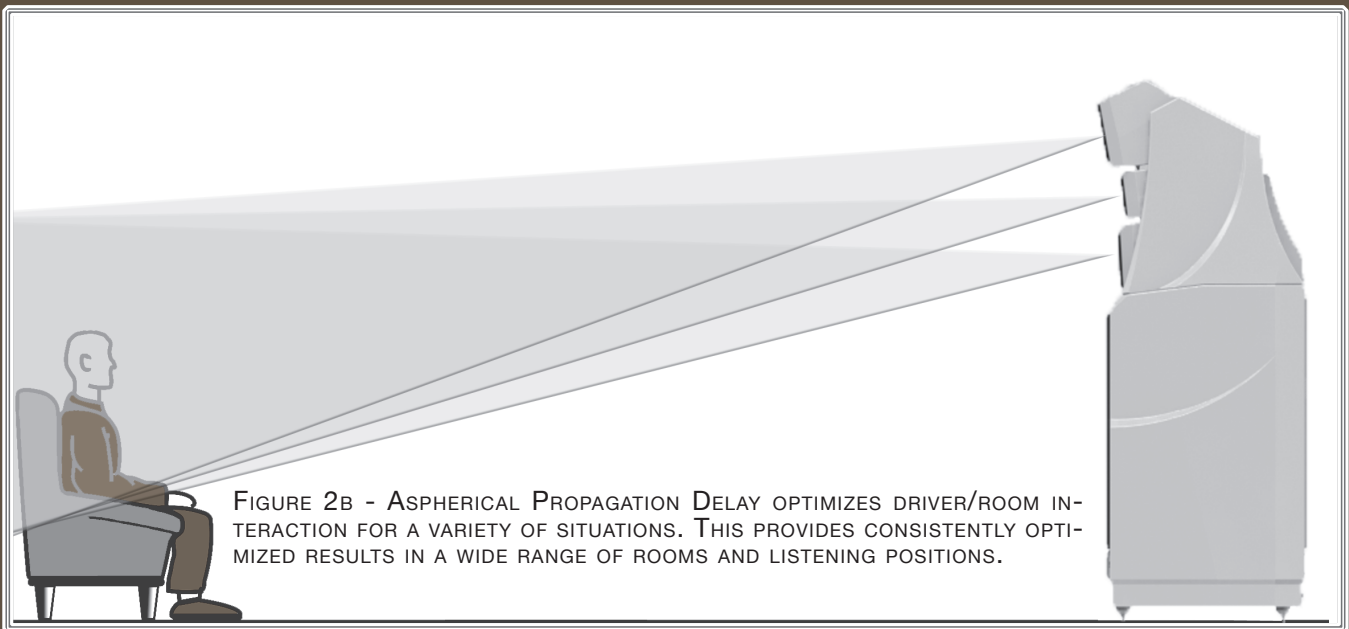 Figure 2b - Aspherical Propagation Delay optimizes driver/room in-
teraction for a variety of situations. This provides consistently opti-
mized results in a wide range of rooms and listening positions.